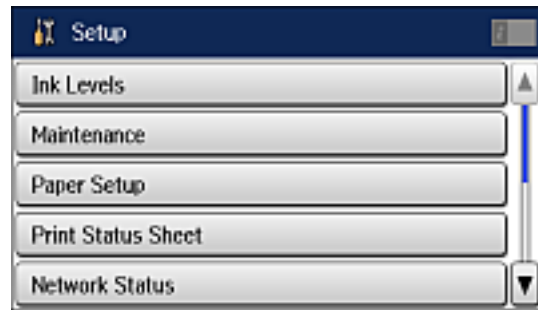 Setup
Ink Levels
Maintenance
Paper Setup
Print Status Sheet
Network Status